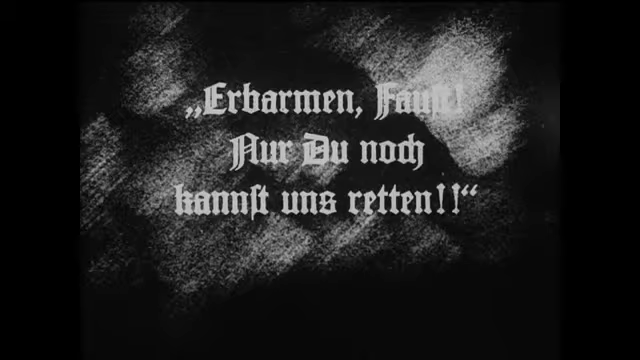 „Erbarmen, Fauſt!
Nur Du noch
kannſt uns retten!!“